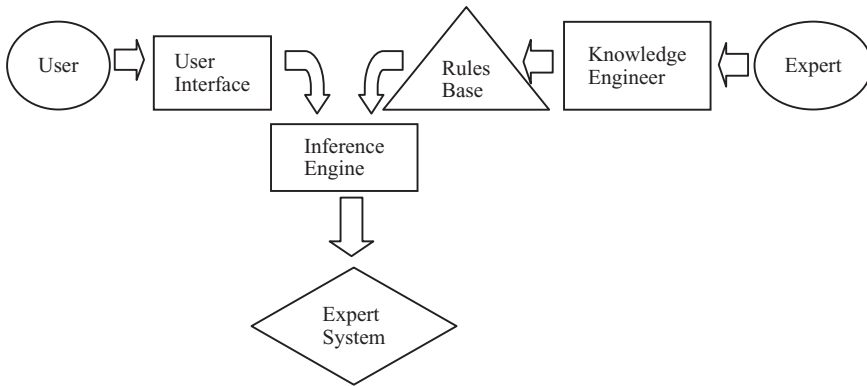 User
User
Interface
Rules
Base
Knowledge
Engineer
Expert
Inference
Engine
Expert
System